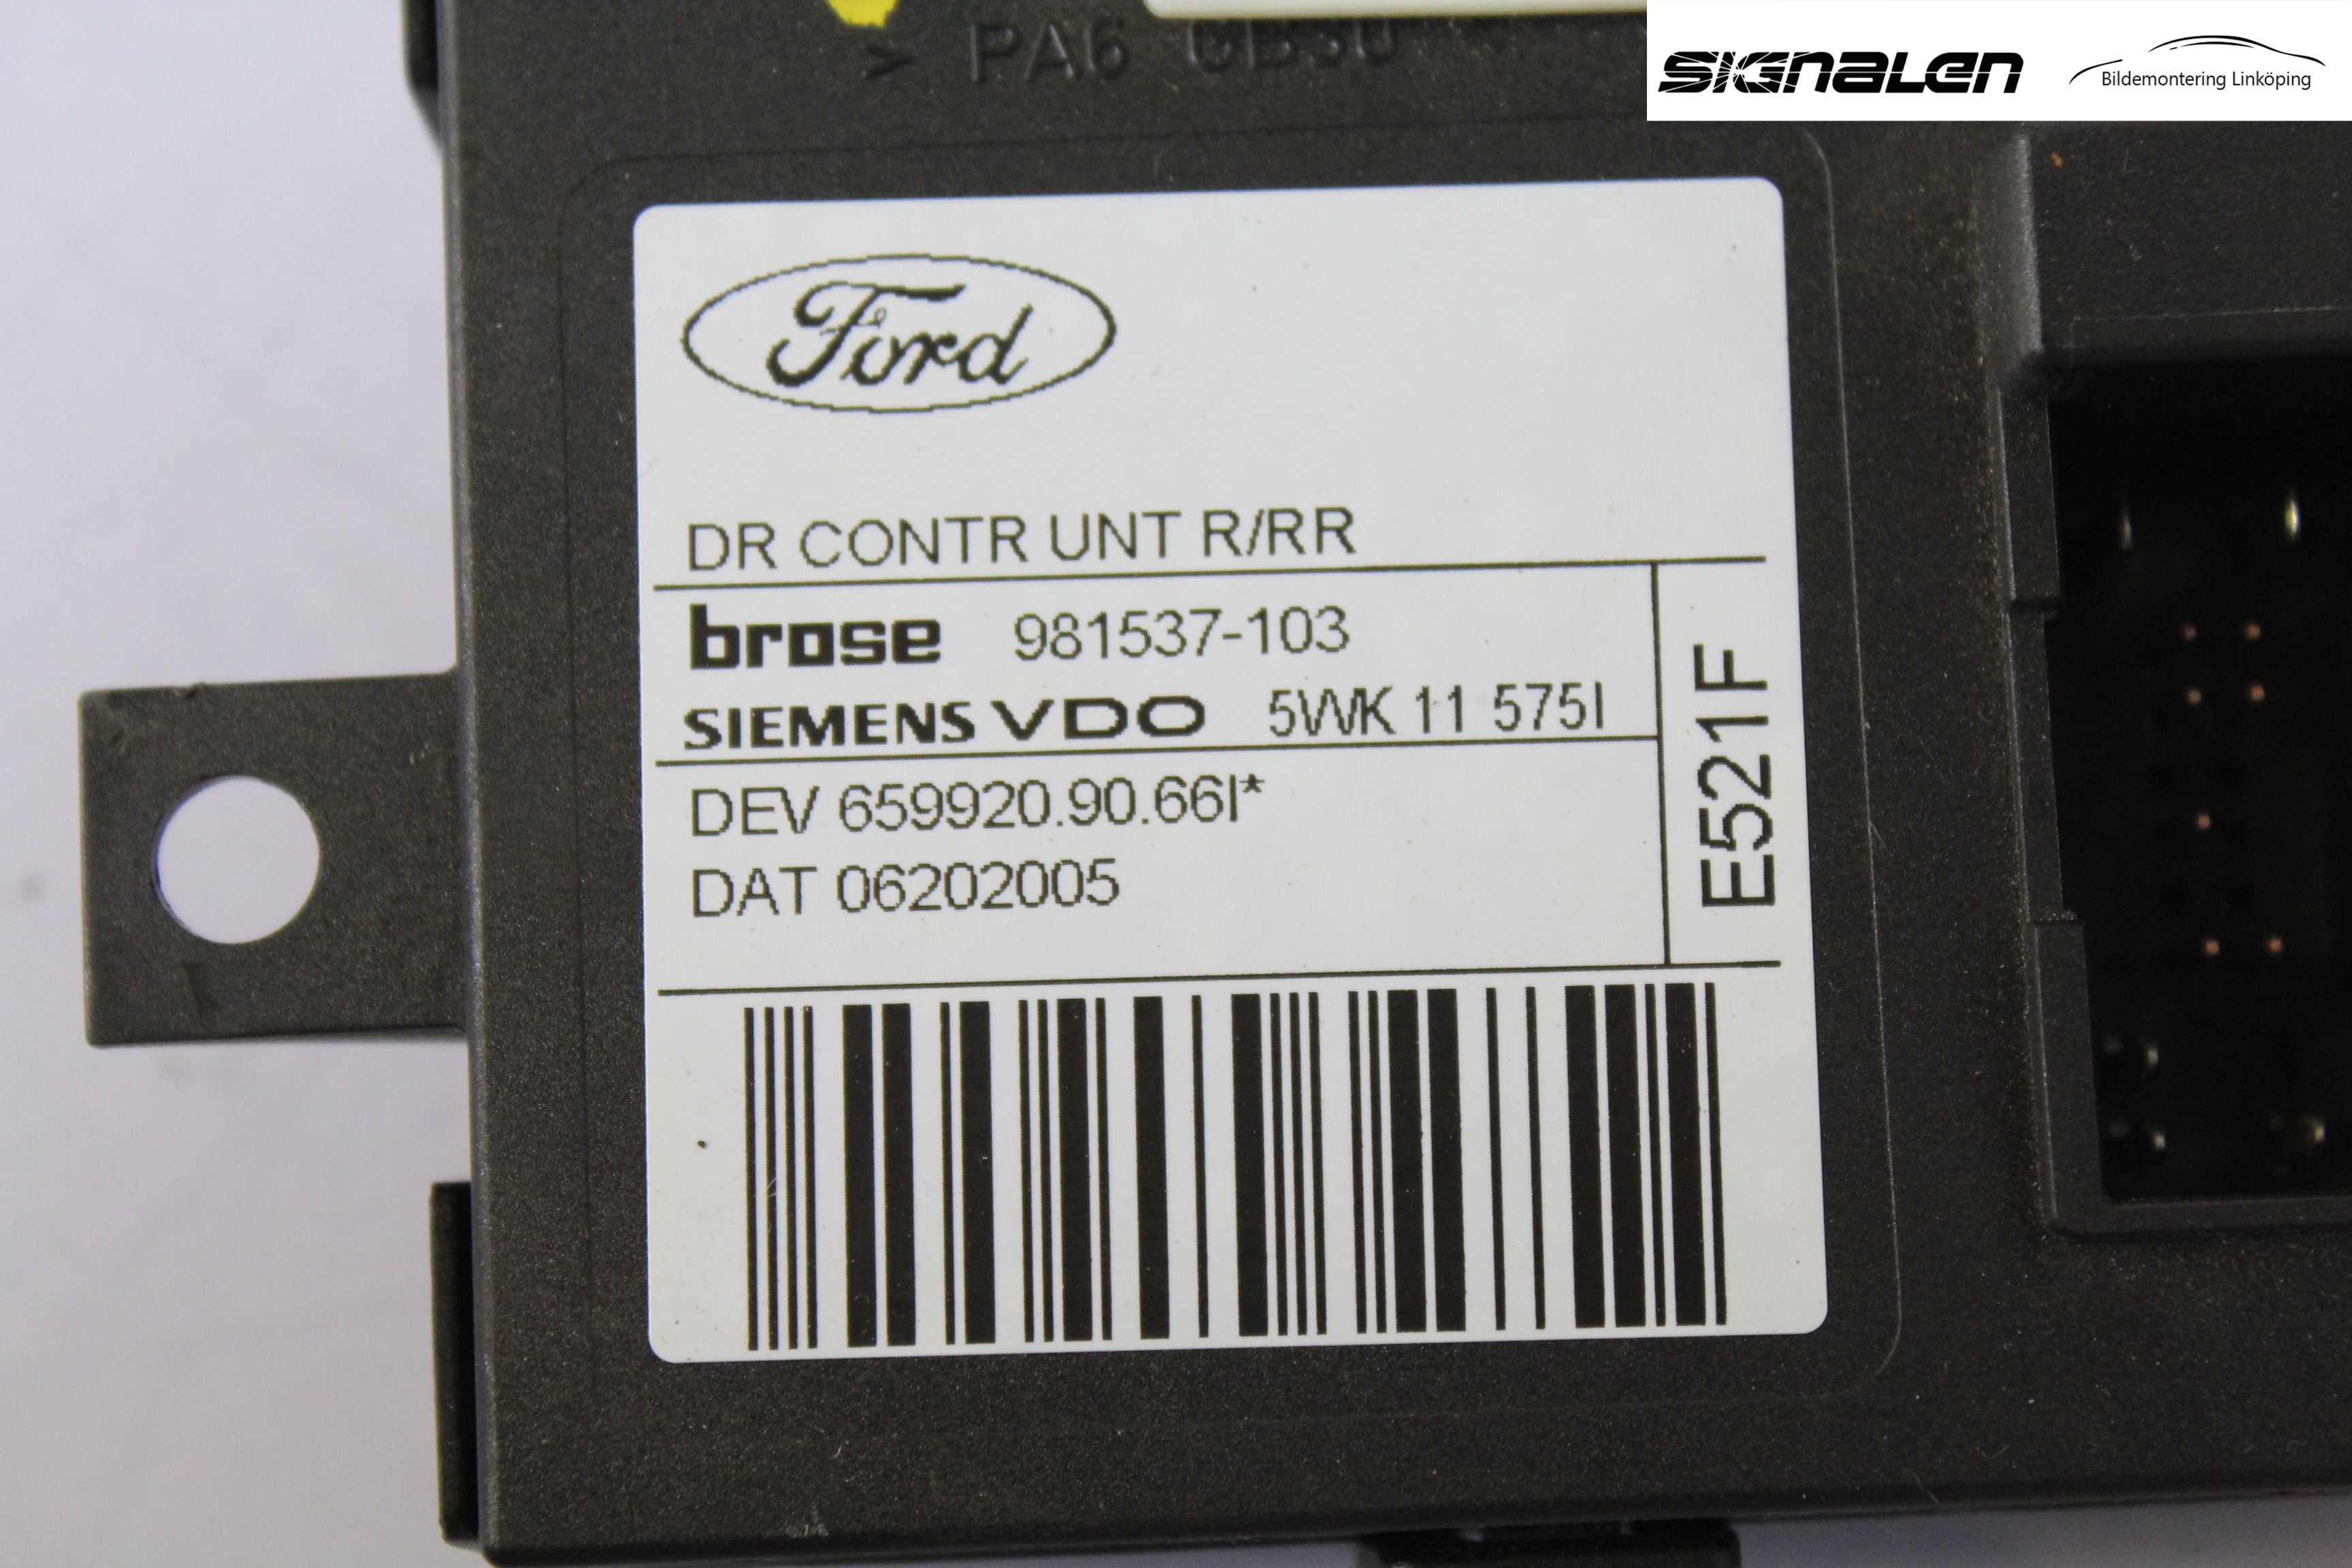 > PA6 GB30
SIGNALEN
Bildemontering Linköping
Ford
DR CONTR UNT R/RR
brose 981537-103
SIEMENS VDO 5WK 11 575I
DEV 659920.90.66I*
DAT 06202005
E521F